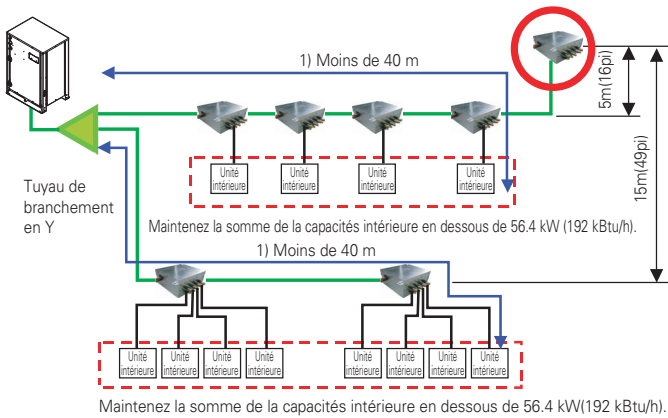 1) Moins de 40 m
5m(16pi)
15m(49pi)
Unité
intérieure
Unité
intérieure
Unité
intérieure
Unité
intérieure
Tuyau de
branchement
en Y
Maintenez la somme de la capacités intérieure en dessous de 56.4 kW (192 kBtu/h).
1) Moins de 40 m
Unité
intérieure
Unité
intérieure
Unité
intérieure
Unité
intérieure
Unité
intérieure
Unité
intérieure
Unité
intérieure
Unité
intérieure
Maintenez la somme de la capacités intérieure en dessous de 56.4 kW(192 kBtu/h).